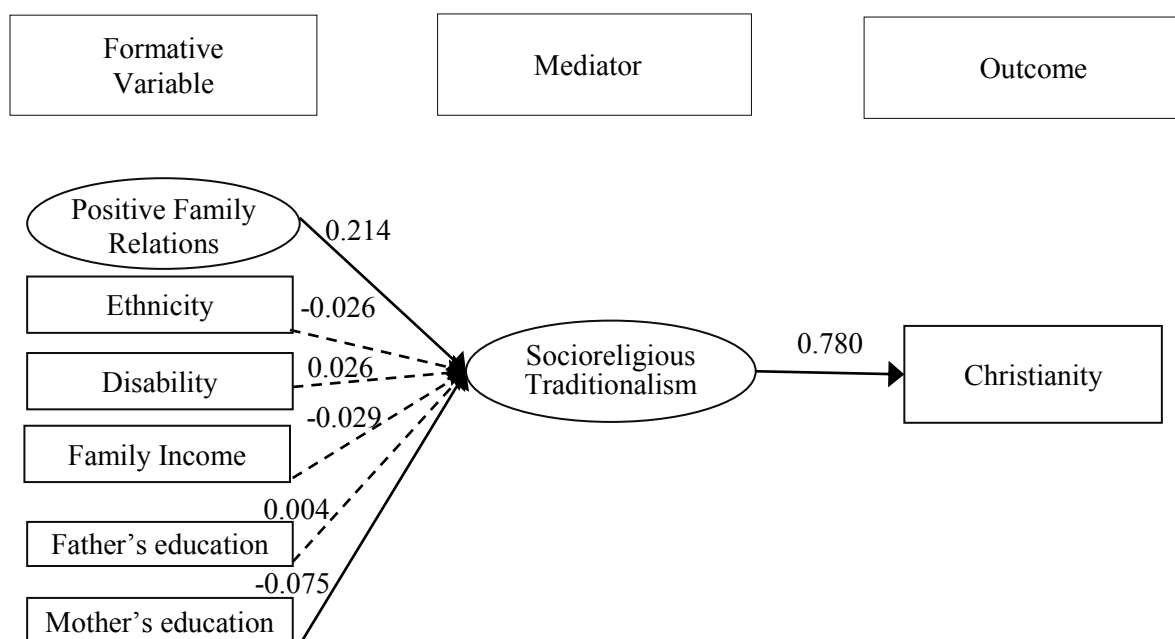 Formative
Variable
Mediator
Outcome
Positive Family
Relations
0.214
Ethnicity
-0.026
Disability
0.026
Family Income
-0.029
Father’s education
0.004
Mother’s education
-0.075
Socioreligious
Traditionalism
0.780
Christianity